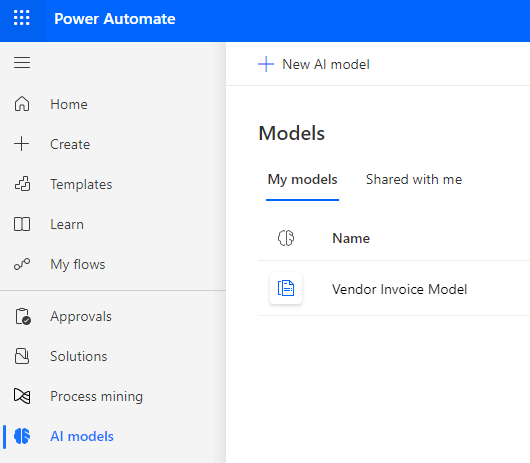 Power Automate
Home
Create
Templates
Learn
My flows
Approvals
Solutions
Process mining
AI models
New AI model
Models
My models Shared with me
Name
Vendor Invoice Model